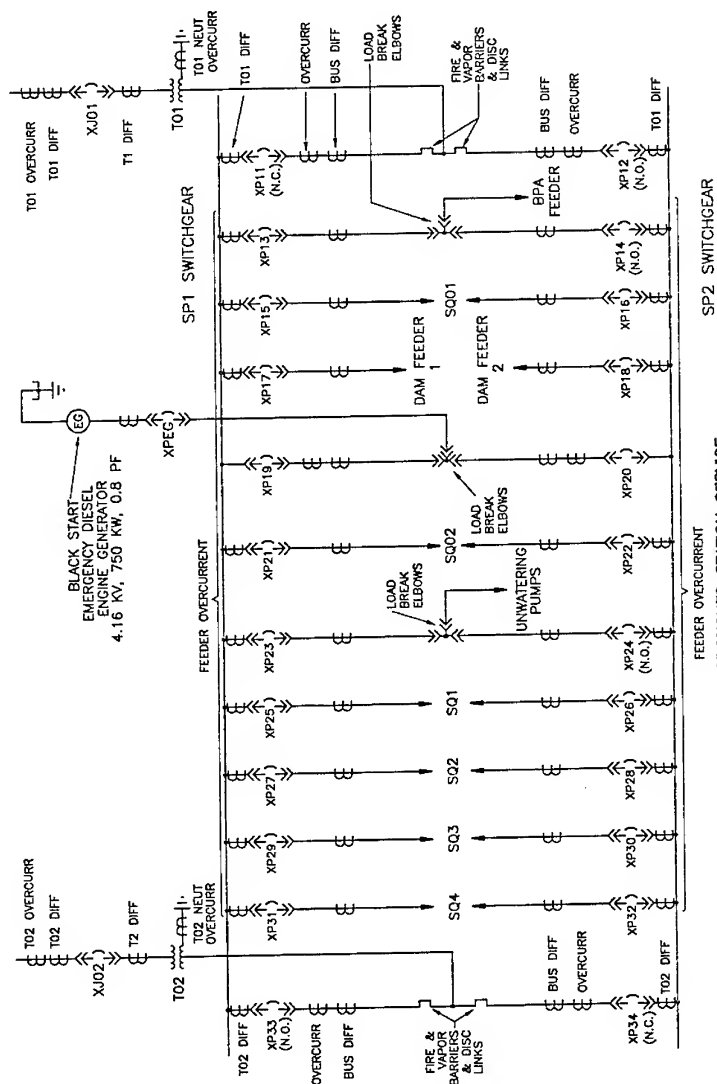 T01 OVERCURR
T01 DIFF
XJ01
T1 DIFF
T01
T01 NEUT
OVERCURR
T01 DIFF
OVERCURR
BUS DIFF
LOAD
BREAK
ELBOWS
FIRE &
VAPOR
BARRIERS
& DISC
LINKS
XP11
(N.C.)
BUS DIFF
OVERCURR
XP12
(N.O.)
T01 DIFF
SP1 SWITCHGEAR
XP13
BPA
FEEDER
XP14
(N.O.)
SP2 SWITCHGEAR
XP15
SQ01
XP16
XP17
DAM FEEDER
1
DAM FEEDER
2
XP18
EG
XPEG
BLACK START
EMERGENCY DIESEL
ENGINE GENERATOR
4.16 KV, 750 KW, 0.8 PF
XP19
LOAD
BREAK
ELBOWS
XP20
XP21
SQ02
XP22
FEEDER OVERCURRENT
XP23
LOAD
BREAK
ELBOWS
UNWATERING
PUMPS
XP24
(N.O.)
FEEDER OVERCURRENT
XP25
SQ1
XP26
XP27
SQ2
XP28
XP29
SQ3
XP30
XP31
SQ4
XP32
T02 OVERCURR
T02 DIFF
XJ02
T2 DIFF
T02
T02 NEUT
OVERCURR
T02 DIFF
XP33
(N.O.)
OVERCURR
BUS DIFF
FIRE &
VAPOR
BARRIERS
& DISC
LINKS
BUS DIFF
OVERCURR
XP34
(N.C.)
T02 DIFF
STATION SERVICE